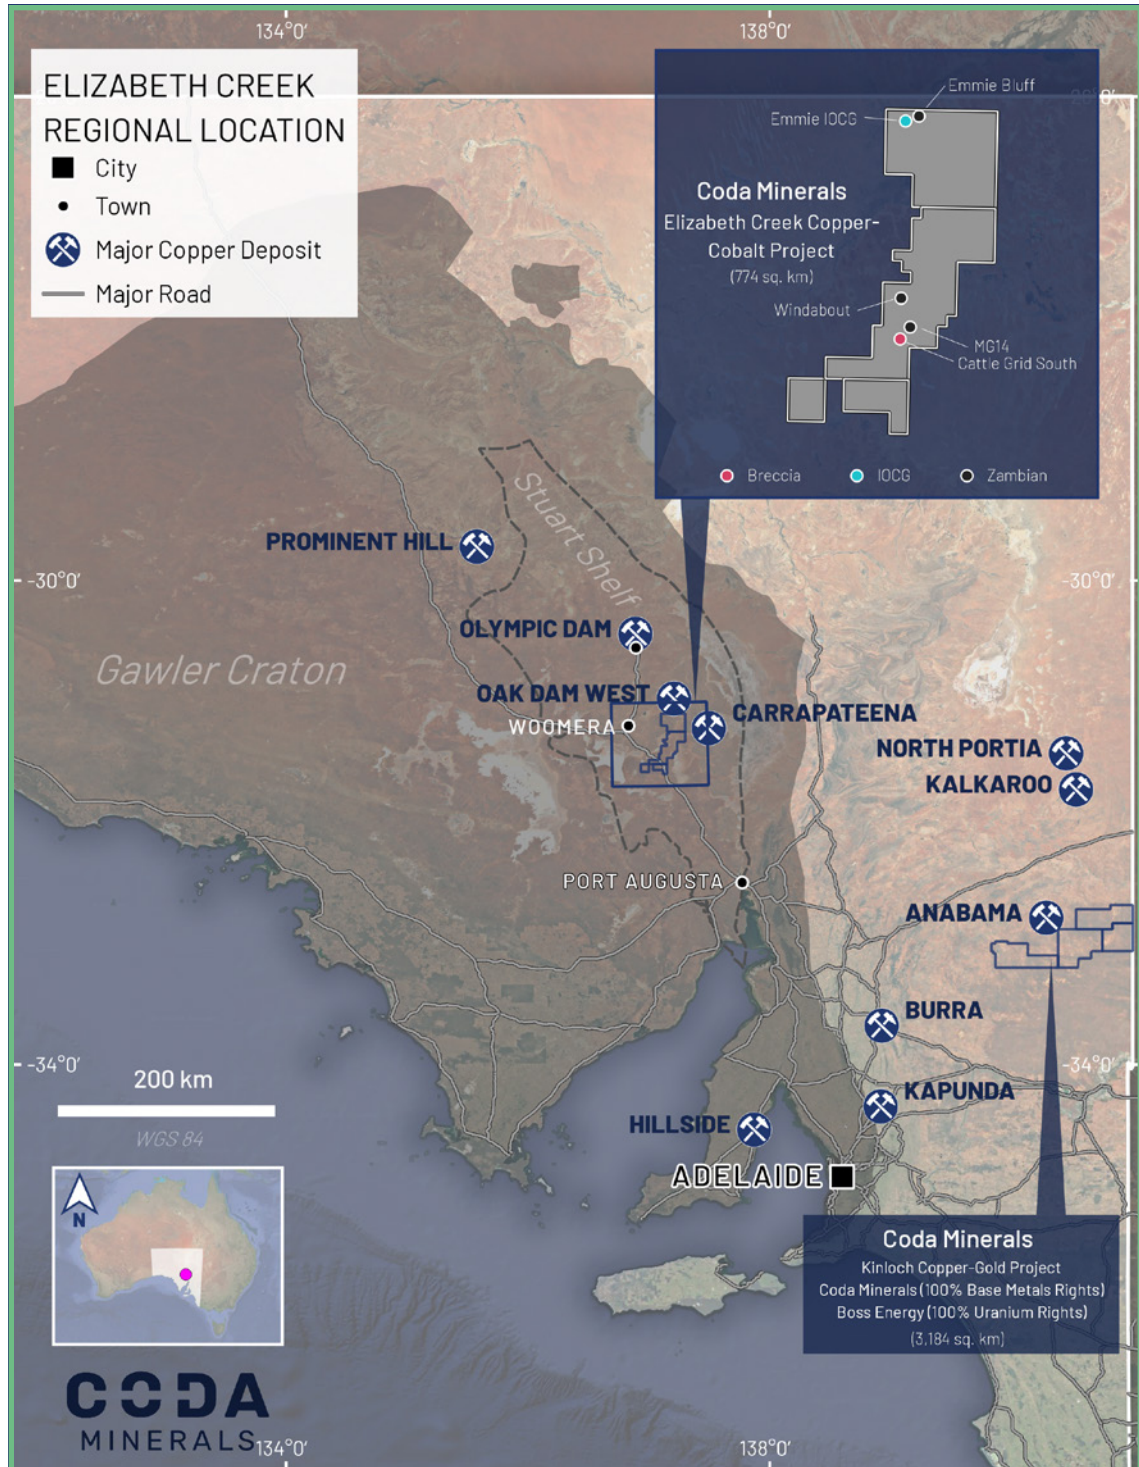 134°0'
138°0'
ELIZABETH CREEK
REGIONAL LOCATION
City
Town
Major Copper Deposit
Major Road
Emmie Bluff
Emmie IOCG
Coda Minerals
Elizabeth Creek Copper-
Cobalt Project
(774 sq. km)
Windabout
MG14
Cattle Grid South
Breccia
IOCG
Zambian
Stuart Shelf
PROMINENT HILL
-30°0'
-30°0'
OLYMPIC DAM
Gawler Craton
OAK DAM WEST
CARRAPATEENA
WOOMERA
NORTH PORTIA
KALKAROO
PORT AUGUSTA
ANABAMA
BURRA
-34°0'
-34°0'
200 km
KAPUNDA
HILLSIDE
WGS 84
ADELAIDE
N
Coda Minerals
Kinloch Copper-Gold Project
Coda Minerals (100% Base Metals Rights)
Boss Energy (100% Uranium Rights)
(3,184 sq. km)
CODA
MINERALS
134°0'
138°0'